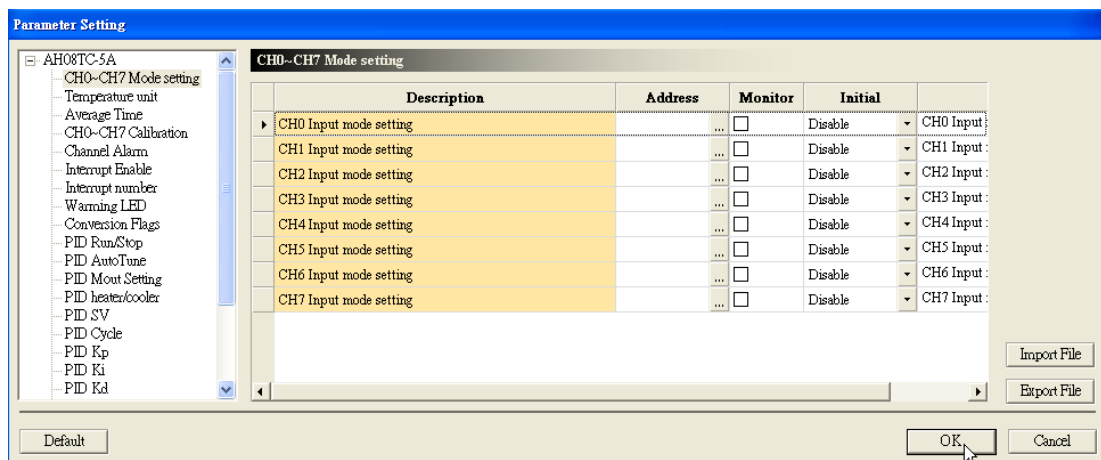 Parameter Setting
AH08TC-5A
CH0~CH7 Mode setting
Temperature unit
Average Time
CH0~CH7 Calibration
Channel Alarm
Interrupt Enable
Interrupt number
Warming LED
Conversion Flags
PID Run/Stop
PID AutoTune
PID Mout Setting
PID heater/cooler
PID SV
PID Cycle
PID Kp
PID Ki
PID Kd
CH0~CH7 Mode setting
Description Address Monitor Initial
CH0 Input mode setting ... Disable CH0 Input :
CH1 Input mode setting ... Disable CH1 Input :
CH2 Input mode setting ... Disable CH2 Input :
CH3 Input mode setting ... Disable CH3 Input :
CH4 Input mode setting ... Disable CH4 Input :
CH5 Input mode setting ... Disable CH5 Input :
CH6 Input mode setting ... Disable CH6 Input :
CH7 Input mode setting ... Disable CH7 Input :
Import File
Export File
Default OK Cancel